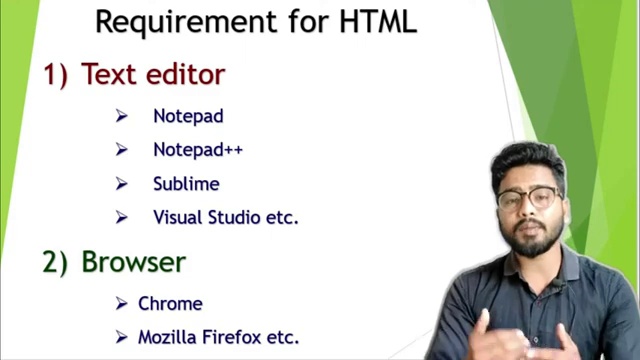 Requirement for HTML
1) Text editor
➢ Notepad
➢ Notepad++
➢ Sublime
➢ Visual Studio etc.
2) Browser
➢ Chrome
➢ Mozilla Firefox etc.